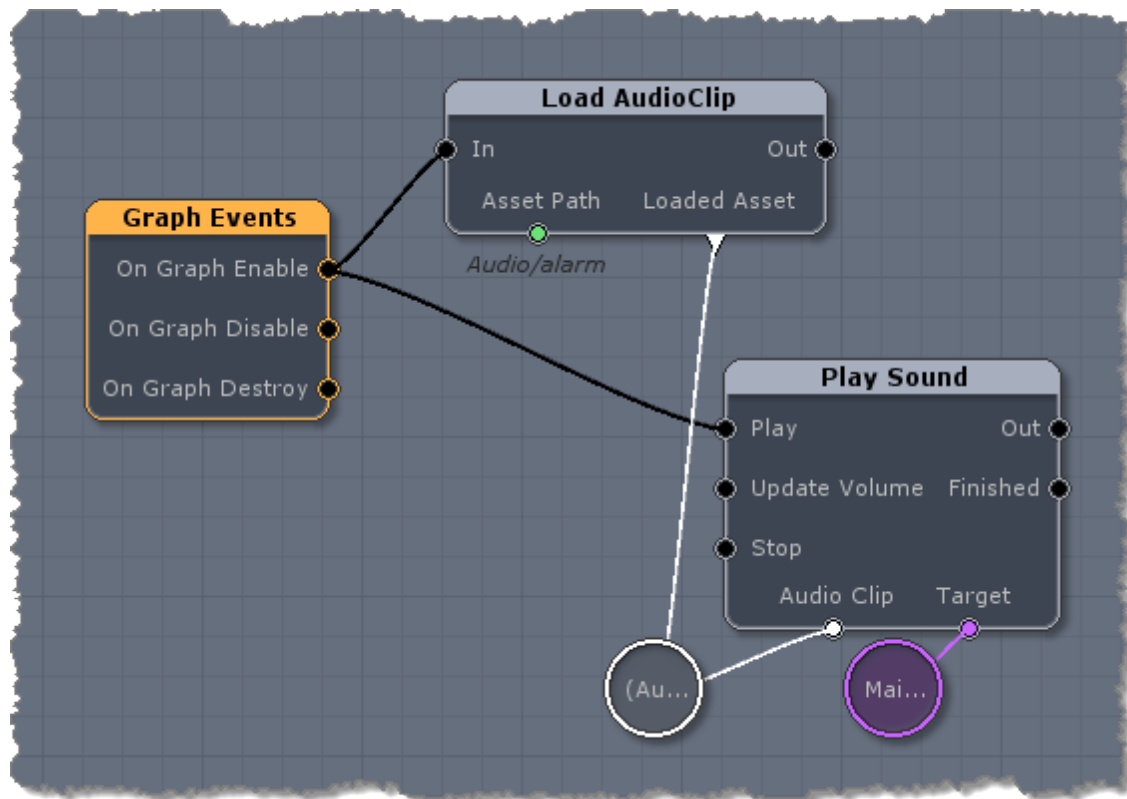 Load AudioClip
In
Out
Asset Path
Loaded Asset
Audio/alarm
Graph Events
On Graph Enable
On Graph Disable
On Graph Destroy
Play Sound
Play
Out
Update Volume
Finished
Stop
Audio Clip
Target
(Au...
Mai...